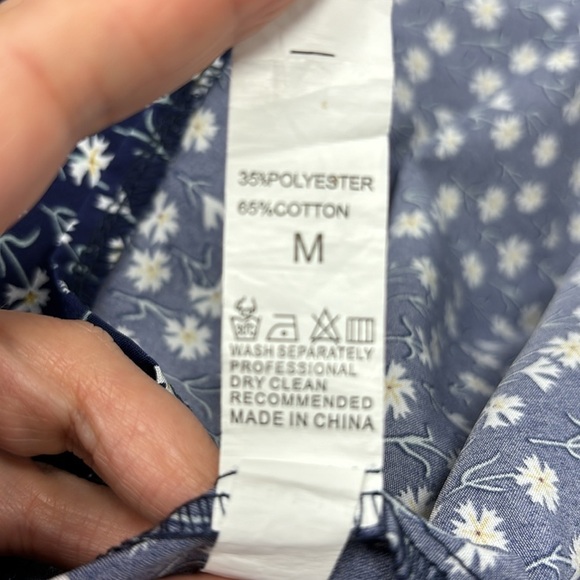 35%POLYESTER
65%COTTON
M
WASH SEPARATELY
PROFESSIONAL
DRY CLEAN
RECOMMENDED
MADE IN CHINA